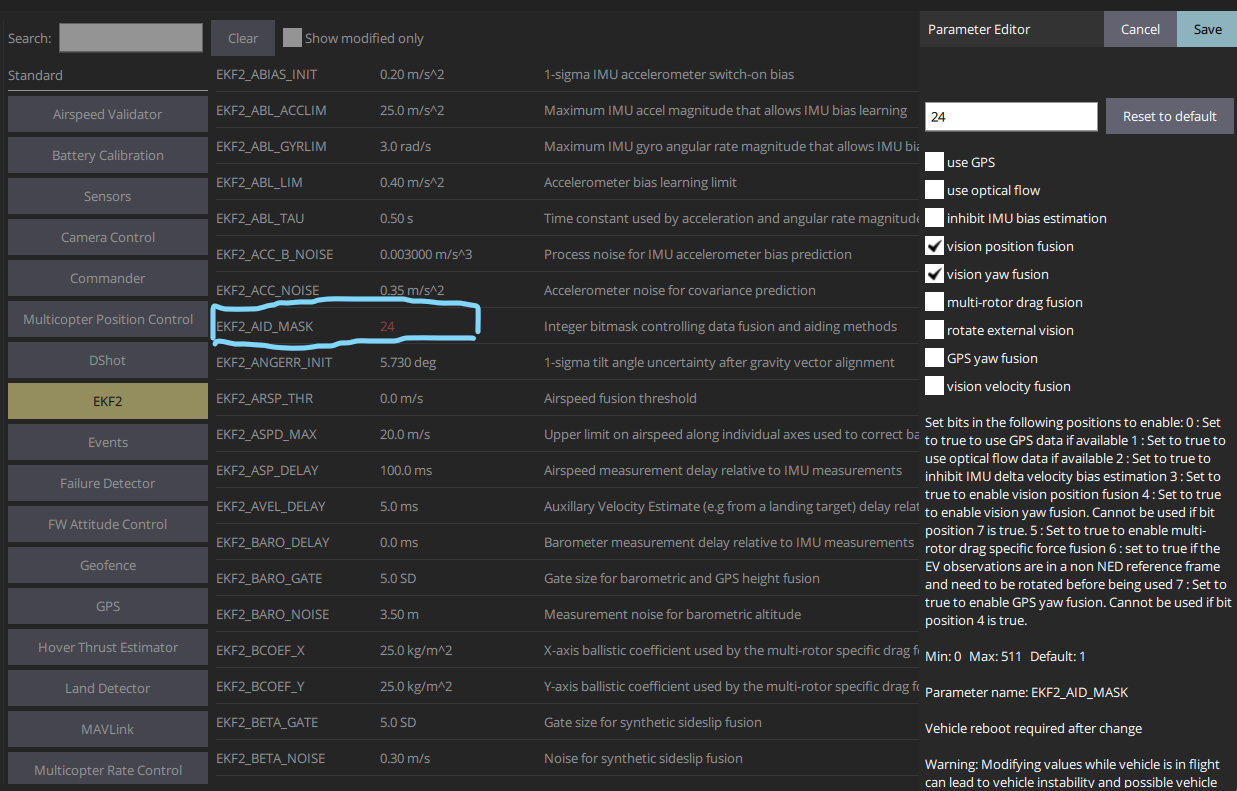 Search:
Clear
Show modified only
Standard
Airspeed Validator
Battery Calibration
Sensors
Camera Control
Commander
Multicopter Position Control
DShot
EKF2
Events
Failure Detector
FW Attitude Control
Geofence
GPS
Hover Thrust Estimator
Land Detector
MAVLink
Multicopter Rate Control
EKF2_ABIAS_INIT 0.20 m/s^2 1-sigma IMU accelerometer switch-on bias
EKF2_ABL_ACCLIM 25.0 m/s^2 Maximum IMU accel magnitude that allows IMU bias learning
EKF2_ABL_GYRLIM 3.0 rad/s Maximum IMU gyro angular rate magnitude that allows IMU bia
EKF2_ABL_LIM 0.40 m/s^2 Accelerometer bias learning limit
EKF2_ABL_TAU 0.50 s Time constant used by acceleration and angular rate magnitude
EKF2_ACC_B_NOISE 0.003000 m/s^3 Process noise for IMU accelerometer bias prediction
EKF2_ACC_NOISE 0.35 m/s^2 Accelerometer noise for covariance prediction
EKF2_AID_MASK 24 Integer bitmask controlling data fusion and aiding methods
EKF2_ANGERR_INIT 5.730 deg 1-sigma tilt angle uncertainty after gravity vector alignment
EKF2_ARSP_THR 0.0 m/s Airspeed fusion threshold
EKF2_ASPD_MAX 20.0 m/s Upper limit on airspeed along individual axes used to correct ba
EKF2_ASP_DELAY 100.0 ms Airspeed measurement delay relative to IMU measurements
EKF2_AVEL_DELAY 5.0 ms Auxillary Velocity Estimate (e.g from a landing target) delay relat
EKF2_BARO_DELAY 0.0 ms Barometer measurement delay relative to IMU measurements
EKF2_BARO_GATE 5.0 SD Gate size for barometric and GPS height fusion
EKF2_BARO_NOISE 3.50 m Measurement noise for barometric altitude
EKF2_BCOEF_X 25.0 kg/m^2 X-axis ballistic coefficient used by the multi-rotor specific drag f
EKF2_BCOEF_Y 25.0 kg/m^2 Y-axis ballistic coefficient used by the multi-rotor specific drag f
EKF2_BETA_GATE 5.0 SD Gate size for synthetic sideslip fusion
EKF2_BETA_NOISE 0.30 m/s Noise for synthetic sideslip fusion
Parameter Editor
Cancel
Save
24
Reset to default
use GPS
use optical flow
inhibit IMU bias estimation
vision position fusion
vision yaw fusion
multi-rotor drag fusion
rotate external vision
GPS yaw fusion
vision velocity fusion
Set bits in the following positions to enable: 0 : Set
to true to use GPS data if available 1 : Set to true to
use optical flow data if available 2 : Set to true to
inhibit IMU delta velocity bias estimation 3 : Set to
true to enable vision position fusion 4 : Set to true
to enable vision yaw fusion. Cannot be used if bit
position 7 is true. 5 : Set to true to enable multi-
rotor drag specific force fusion 6 : set to true if the
EV observations are in a non NED reference frame
and need to be rotated before being used 7 : Set to
true to enable GPS yaw fusion. Cannot be used if bit
position 4 is true.
Min: 0 Max: 511 Default: 1
Parameter name: EKF2_AID_MASK
Vehicle reboot required after change
Warning: Modifying values while vehicle is in flight
can lead to vehicle instability and possible vehicle